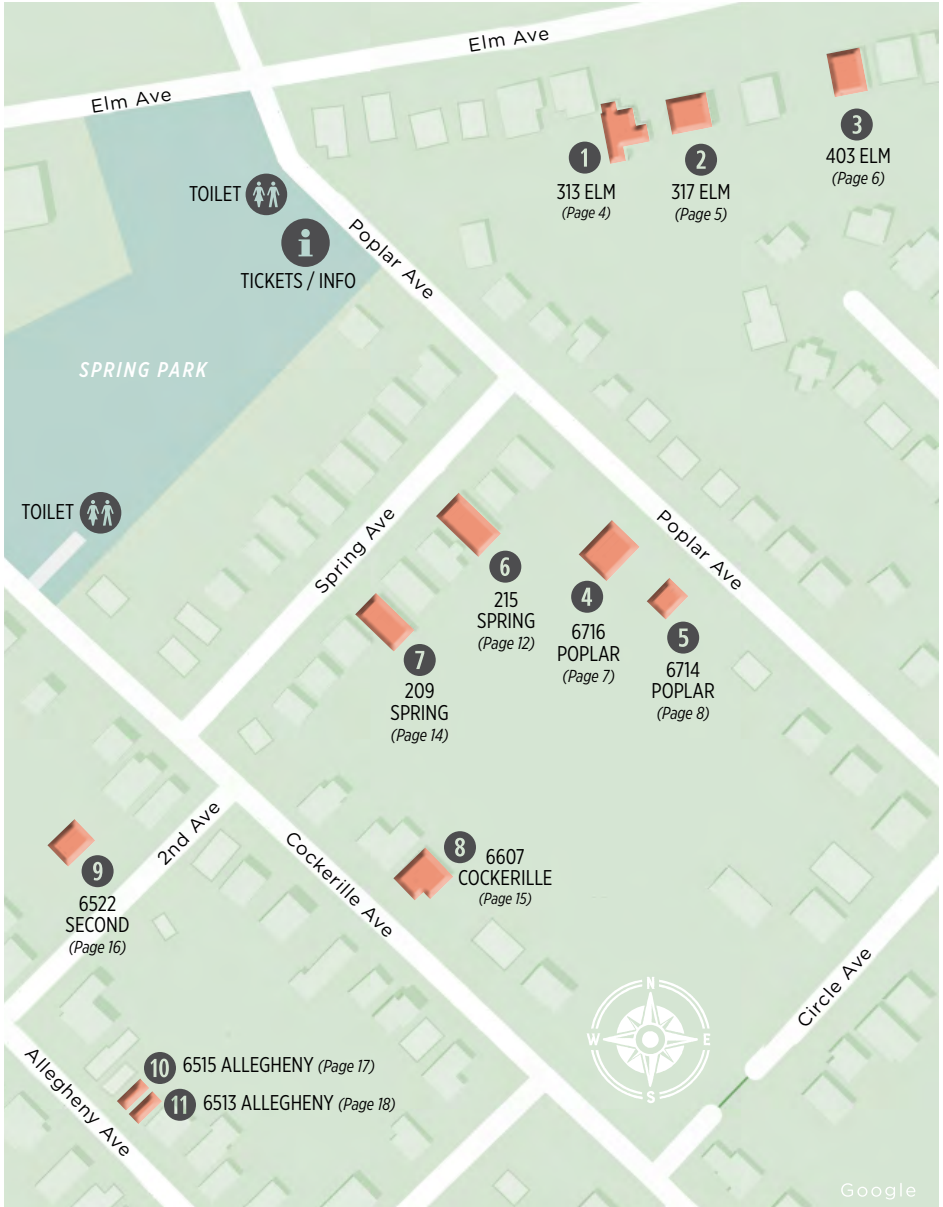 Elm Ave
Elm Ave
3
403 ELM
(Page 6)
1
313 ELM
(Page 4)
2
317 ELM
(Page 5)
TOILET
i
TICKETS / INFO
Poplar Ave
SPRING PARK
TOILET
Spring Ave
Poplar Ave
6
215
SPRING
(Page 12)
4
6716
POPLAR
(Page 7)
5
6714
POPLAR
(Page 8)
7
209
SPRING
(Page 14)
2nd Ave
Cockerille Ave
8
6607
COCKERILLE
(Page 15)
9
6522
SECOND
(Page 16)
Circle Ave
N
W
E
S
Allegheny Ave
10 6515 ALLEGHENY (Page 17)
11 6513 ALLEGHENY (Page 18)
Google